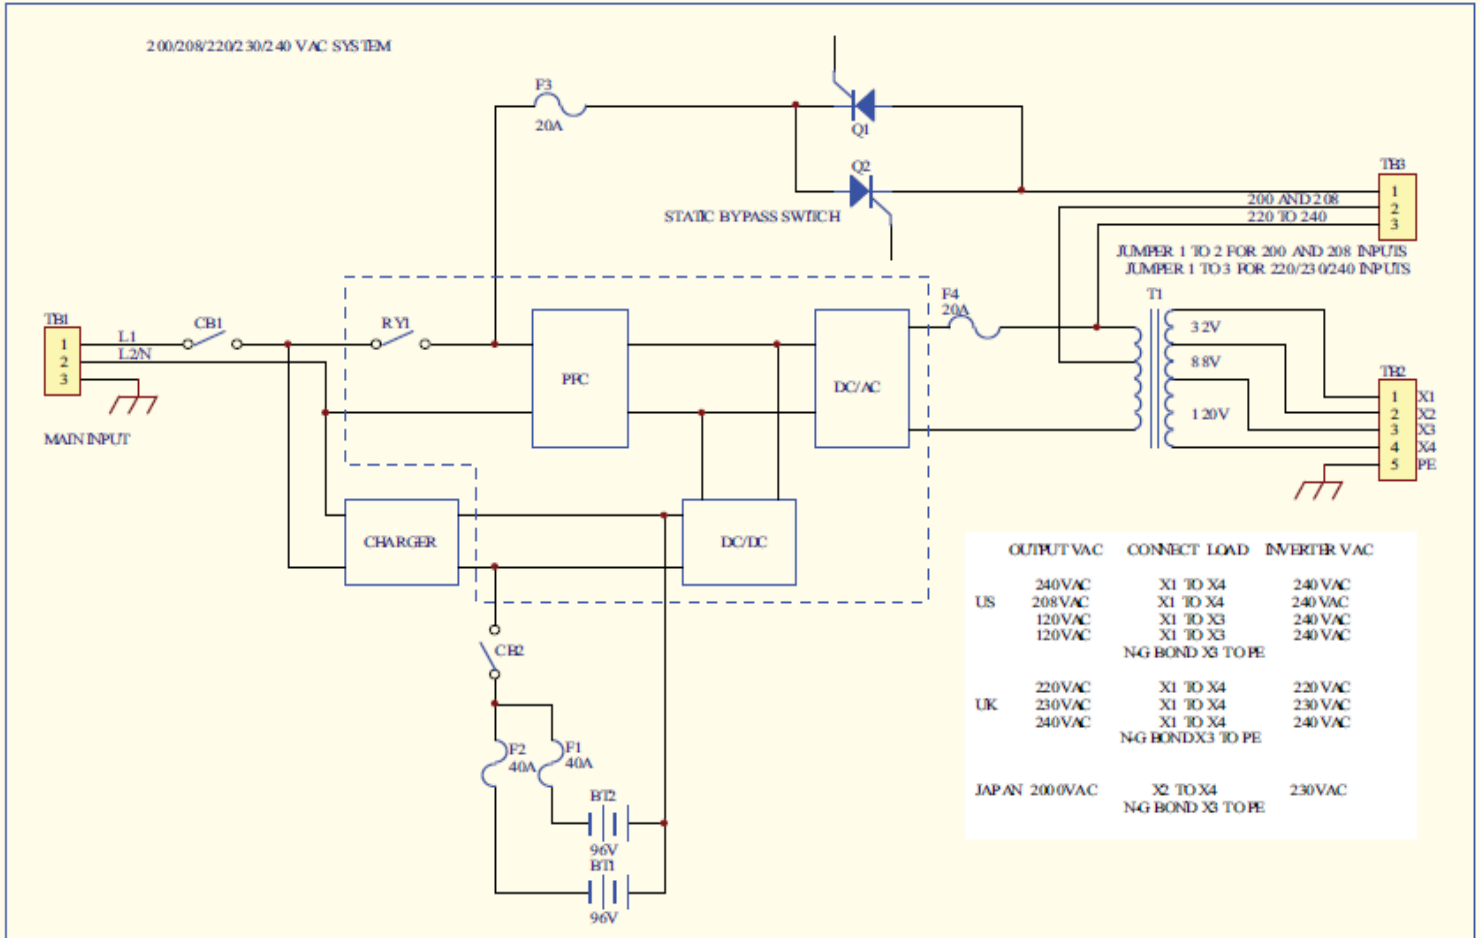 200/208/220/230/240 VAC SYSTEM
F3
20A
Q1
Q2
STATIC BYPASS SWITCH
TB3
1
200 AND 208
2
220 TO 240
3
JUMPER 1 TO 2 FOR 200 AND 208 INPUTS
JUMPER 1 TO 3 FOR 220/230/240 INPUTS
TB1
1
2
3
L1
L2/N
CB1
RY1
MAIN INPUT
PFC
DC/AC
F4
20A
T1
32V
88V
120V
TB2
1 X1
2 X2
3 X3
4 X4
5 PE
CHARGER
DC/DC
CB2
F2
40A
F1
40A
BT2
96V
BT1
96V
OUTPUT VAC CONNECT LOAD INVERTER VAC
240VAC X1 TO X4 240 VAC
US 208VAC X1 TO X4 240 VAC
120VAC X1 TO X3 240 VAC
120VAC X1 TO X3 240 VAC
N-G BOND X3 TO PE
220VAC X1 TO X4 220 VAC
UK 230VAC X1 TO X4 230 VAC
240VAC X1 TO X4 240 VAC
N-G BOND X3 TO PE
JAPAN 2000VAC X2 TO X4 230VAC
N-G BOND X3 TO PE